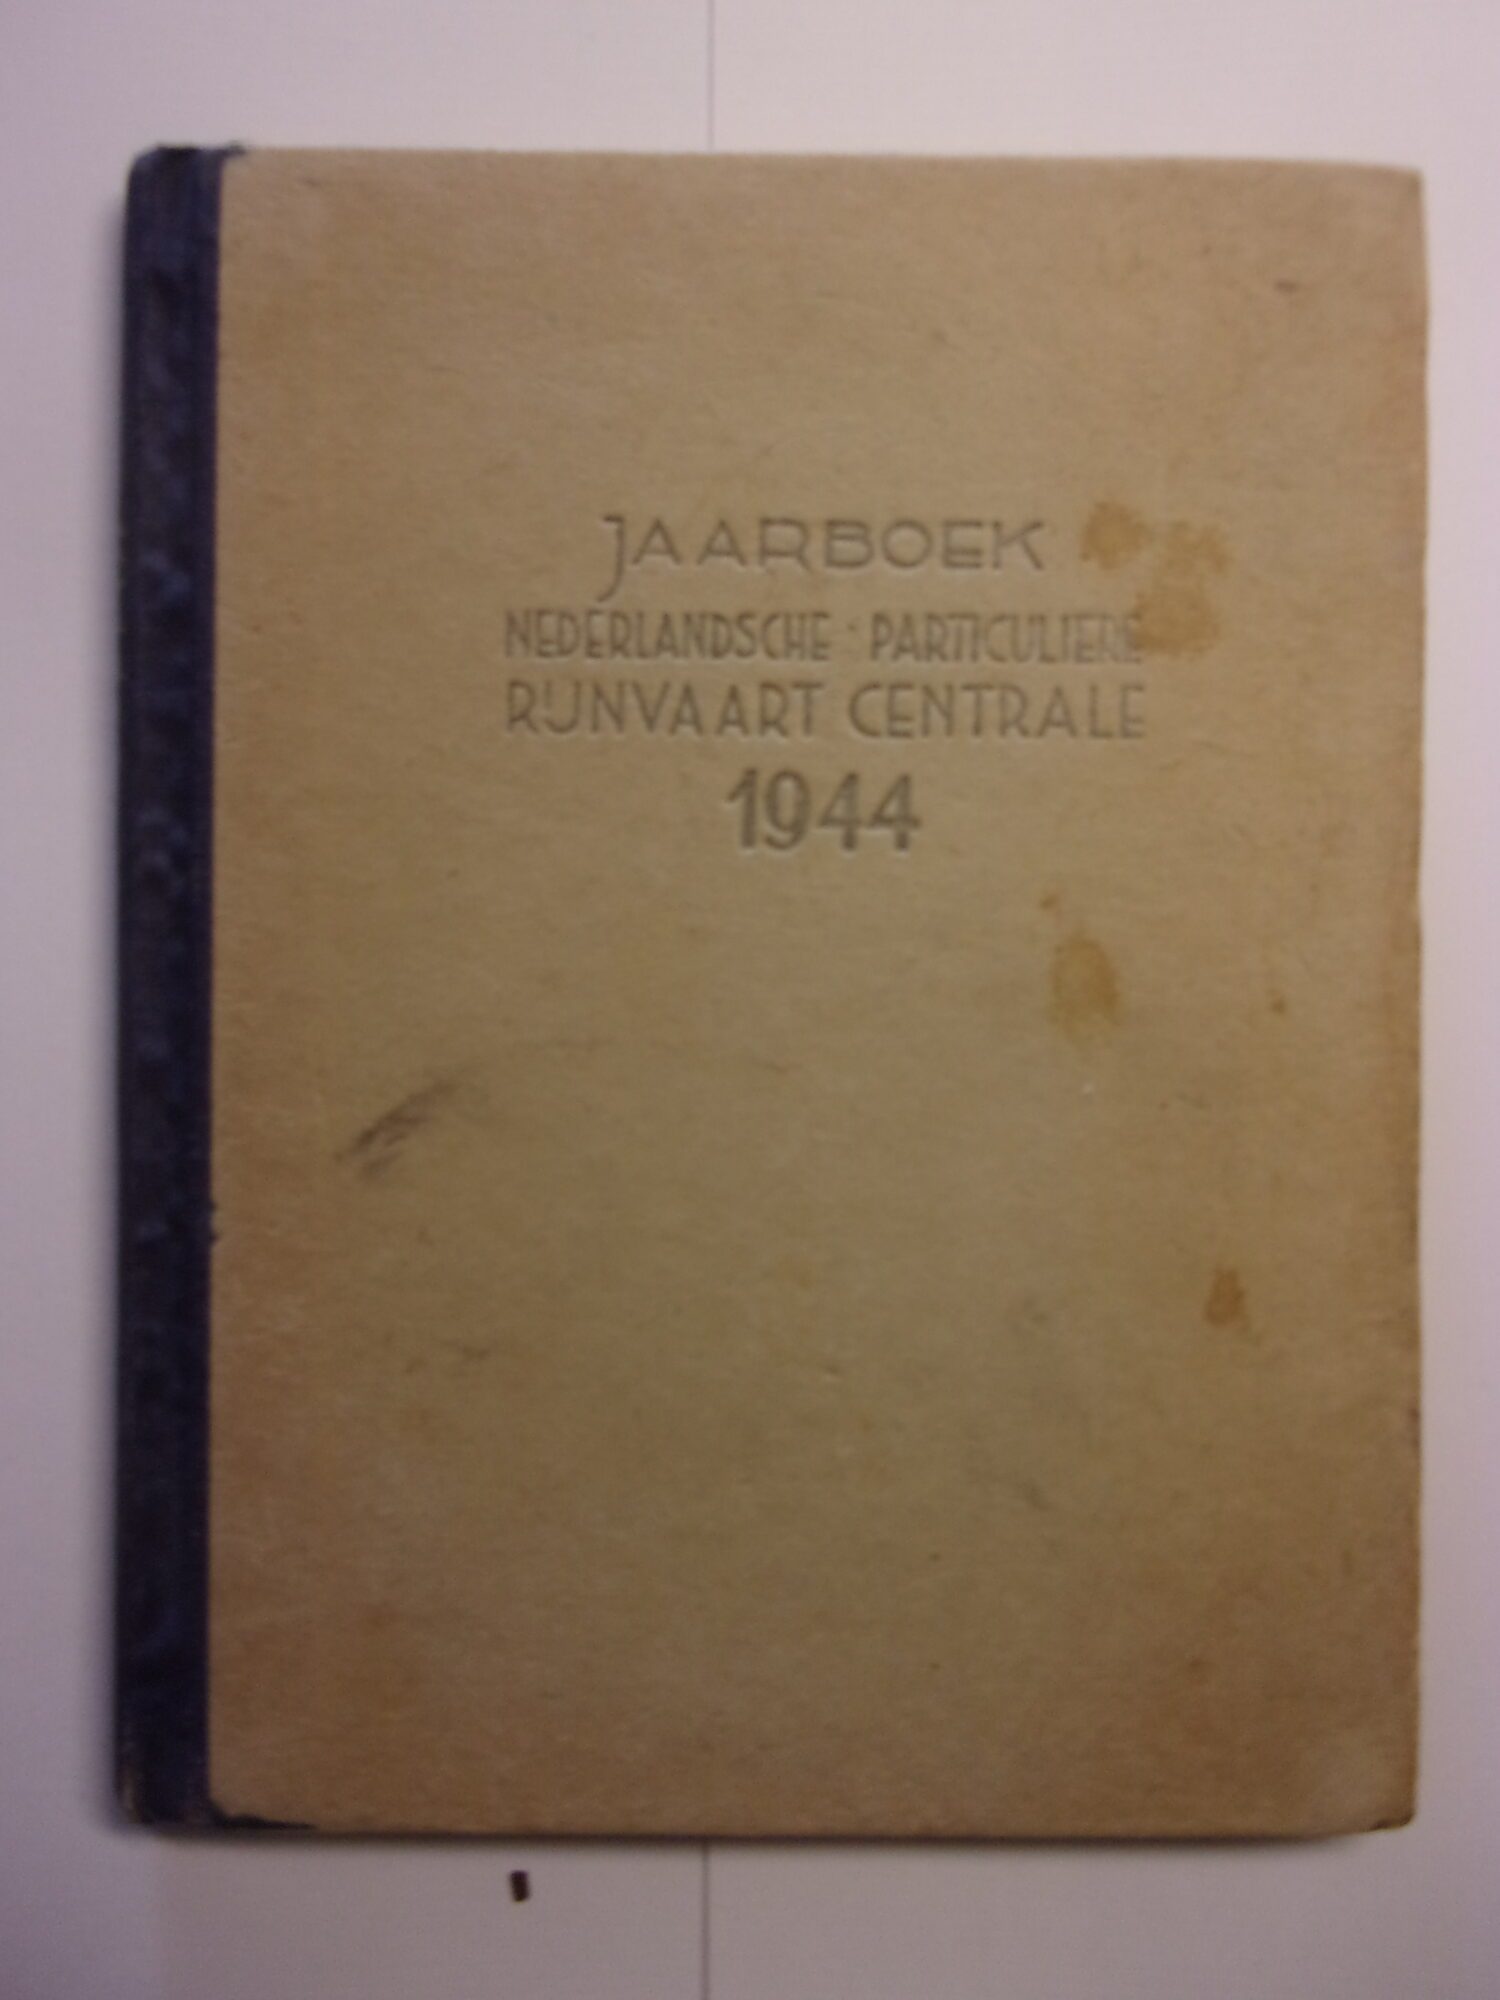 JAARBOEK
NEDERLANDSCHE PARTICULIERE
RIJNVAART CENTRALE
1944